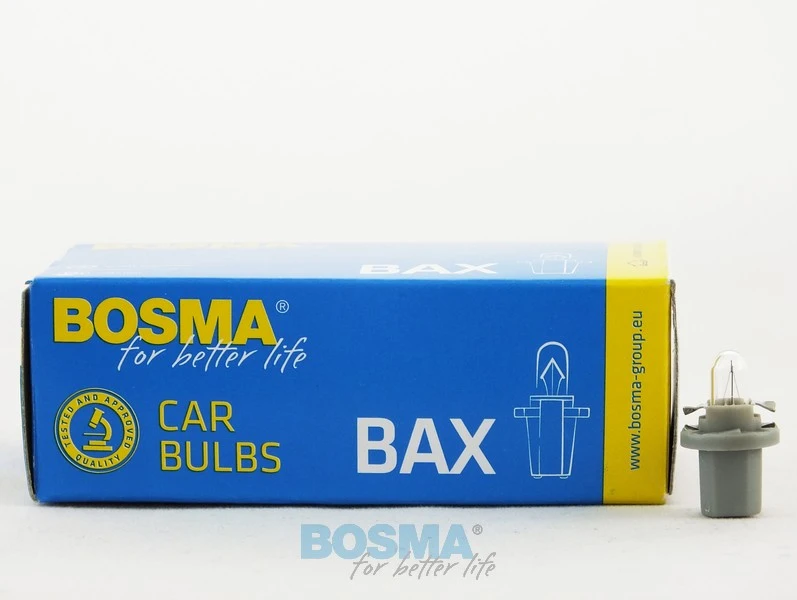 BAX
BOSMA®
for better life
TESTED AND APPROVED
QUALITY
CAR
BULBS
BAX
www.bosma-group.eu
BOSMA®
for better life